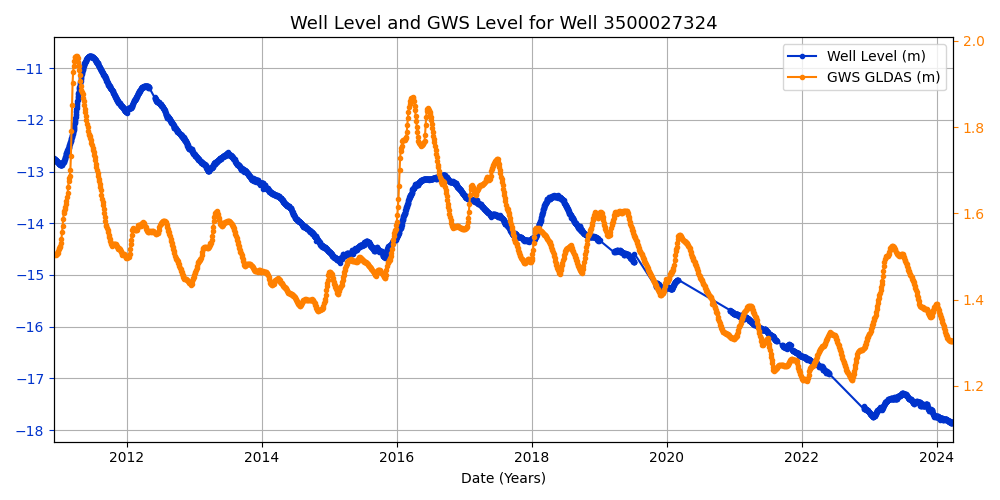 Well Level and GWS Level for Well 3500027324
Well Level (m)
GWS GLDAS (m)
−11
−12
−13
−14
−15
−16
−17
−18
2.0
1.8
1.6
1.4
1.2
2012 2014 2016 2018 2020 2022 2024
Date (Years)